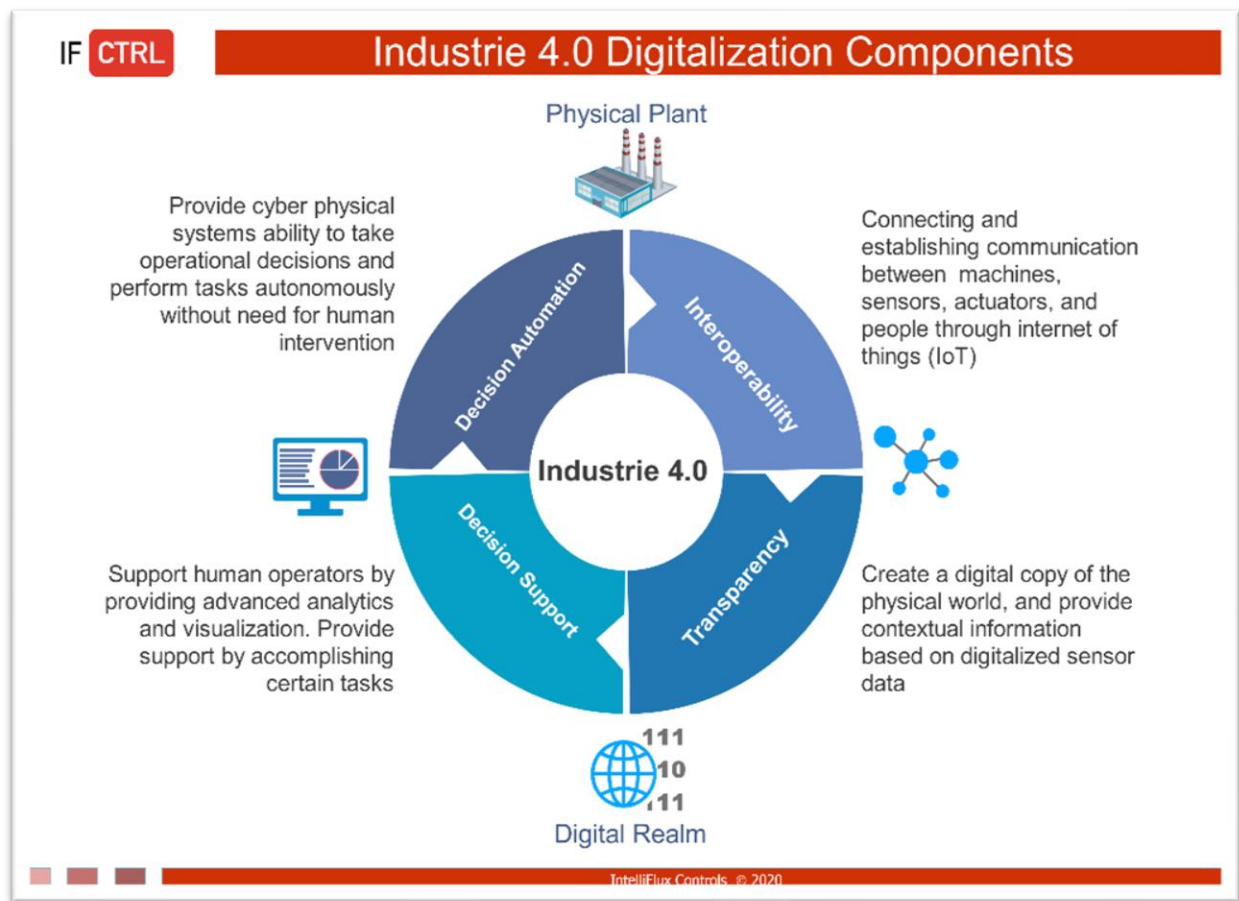 IF CTRL
Industrie 4.0 Digitalization Components
Physical Plant
Provide cyber physical
systems ability to take
operational decisions and
perform tasks autonomously
without need for human
intervention
Connecting and
establishing communication
between machines,
sensors, actuators, and
people through internet of
things (IoT)
Decision Automation
Interoperability
Industrie 4.0
Decision Support
Transparency
Support human operators by
providing advanced analytics
and visualization. Provide
support by accomplishing
certain tasks
Create a digital copy of the
physical world, and provide
contextual information
based on digitalized sensor
data
111
10
111
Digital Realm
IntelliFlux Controls © 2020